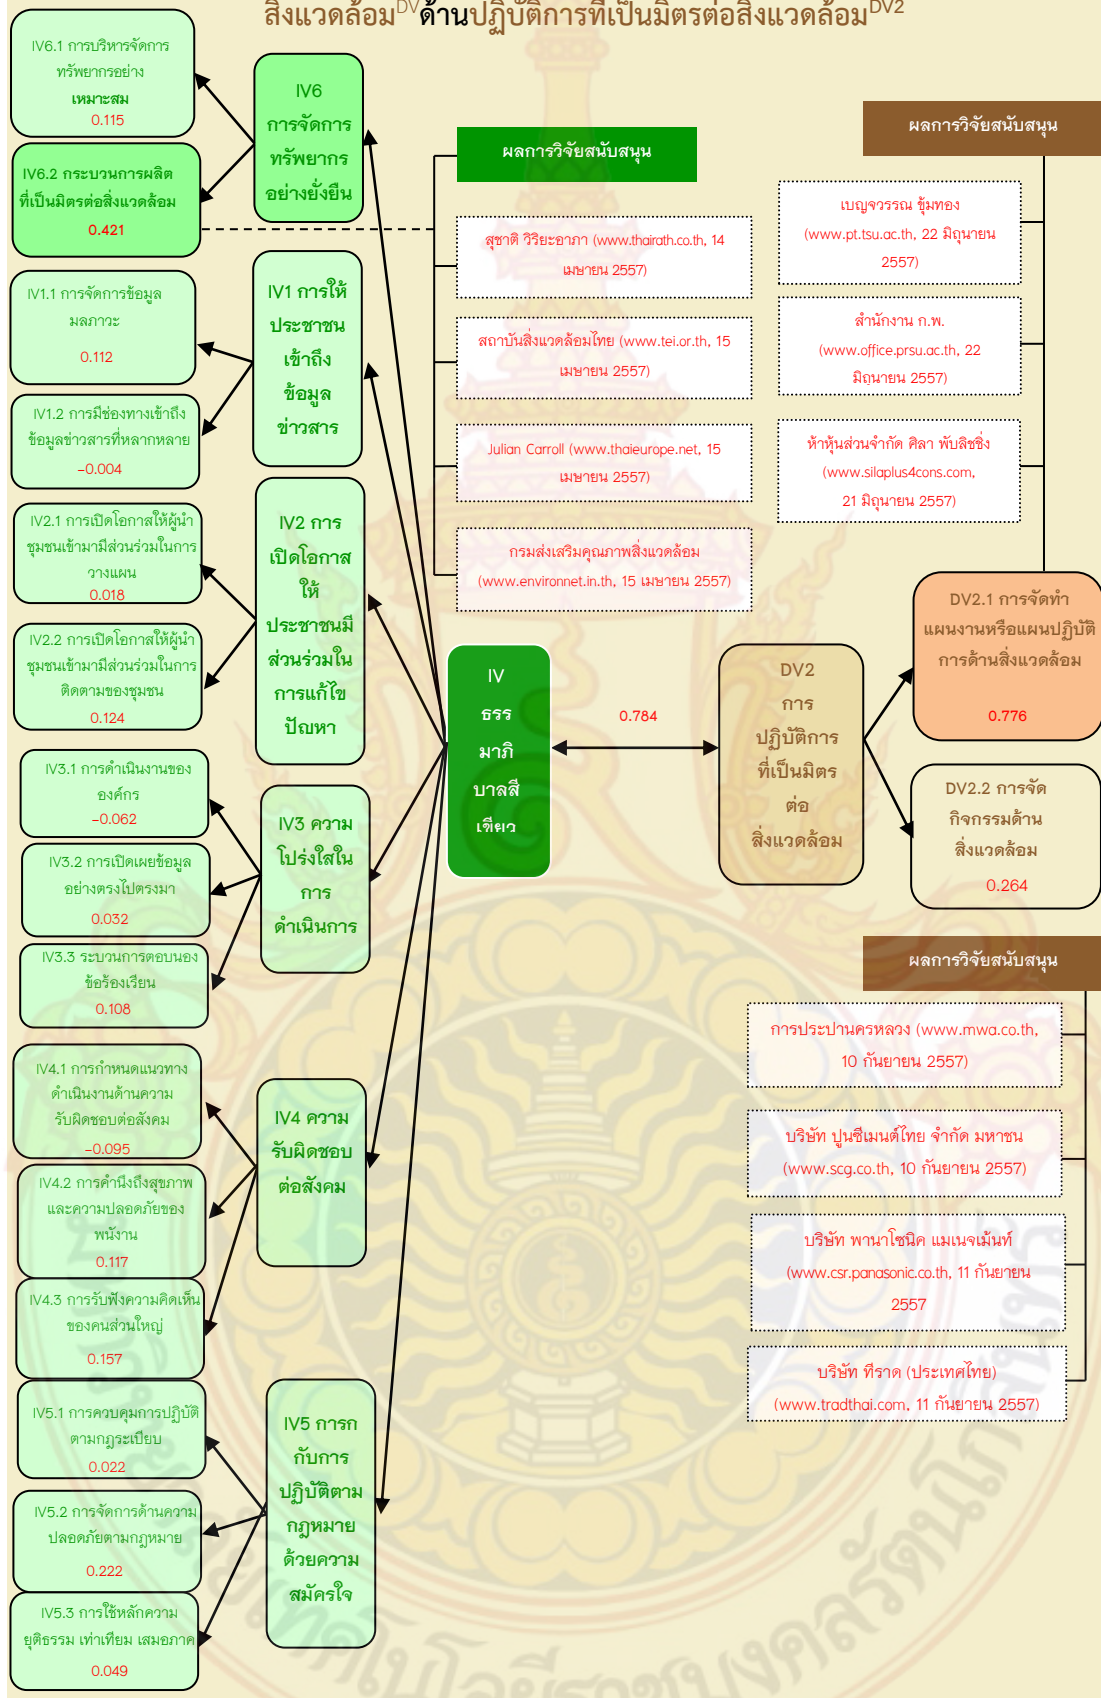 สิ่งแวดล้อมDVด้านปฏิบัติการที่เป็นมิตรต่อสิ่งแวดล้อมDV2
IV6.1 การบริหารจัดการ
ทรัพยากรอย่าง
เหมาะสม
0.115
IV6.2 กระบวนการผลิต
ที่เป็นมิตรต่อสิ่งแวดล้อม
0.421
IV1.1 การจัดการข้อมูล
มลภาวะ
0.112
IV1.2 การมีช่องทางเข้าถึง
ข้อมูลข่าวสารที่หลากหลาย
-0.004
IV2.1 การเปิดโอกาสให้ผู้นำ
ชุมชนเข้ามามีส่วนร่วมในการ
วางแผน
0.018
IV2.2 การเปิดโอกาสให้ผู้นำ
ชุมชนเข้ามามีส่วนร่วมในการ
ติดตามของชุมชน
0.124
IV3.1 การดำเนินงานของ
องค์กร
-0.062
IV3.2 การเปิดเผยข้อมูล
อย่างตรงไปตรงมา
0.032
IV3.3 ระบวนการตอบนอง
ข้อร้องเรียน
0.108
IV4.1 การกำหนดแนวทาง
ดำเนินงานด้านความ
รับผิดชอบต่อสังคม
-0.095
IV4.2 การคำนึงถึงสุขภาพ
และความปลอดภัยของ
พนังาน
0.117
IV4.3 การรับฟังความคิดเห็น
ของคนส่วนใหญ่
0.157
IV5.1 การควบคุมการปฏิบัติ
ตามกฎระเบียบ
0.022
IV5.2 การจัดการด้านความ
ปลอดภัยตามกฎหมาย
0.222
IV5.3 การใช้หลักความ
ยุติธรรม เท่าเทียม เสมอภาค
0.049
IV6
การจัดการ
ทรัพยากร
อย่างยั่งยืน
IV1 การให้
ประชาชน
เข้าถึง
ข้อมูล
ข่าวสาร
IV2 การ
เปิดโอกาส
ให้
ประชาชนมี
ส่วนร่วมใน
การแก้ไข
ปัญหา
IV3 ความ
โปร่งใสใน
การ
ดำเนินการ
IV4 ความ
รับผิดชอบ
ต่อสังคม
IV5 การก
กับการ
ปฏิบัติตาม
กฎหมาย
ด้วยความ
สมัครใจ
ผลการวิจัยสนับสนุน
สุชาติ วิริยะอาภา (www.thairath.co.th, 14
เมษายน 2557)
สถาบันสิ่งแวดล้อมไทย (www.tei.or.th, 15
เมษายน 2557)
Julian Carroll (www.thaieurope.net, 15
เมษายน 2557)
กรมส่งเสริมคุณภาพสิ่งแวดล้อม
(www.environnet.in.th, 15 เมษายน 2557)
IV
ธรร
มาภิ
บาลสี
เขียว
0.784
DV2
การ
ปฏิบัติการ
ที่เป็นมิตร
ต่อ
สิ่งแวดล้อม
ผลการวิจัยสนับสนุน
เบญจวรรณ ขุ้มทอง
(www.pt.tsu.ac.th, 22 มิถุนายน
2557)
สำนักงาน ก.พ.
(www.office.prsu.ac.th, 22
มิถุนายน 2557)
ห้าหุ้นส่วนจำกัด ศิลา พับลิชชิ่ง
(www.silaplus4cons.com,
21 มิถุนายน 2557)
DV2.1 การจัดทำ
แผนงานหรือแผนปฏิบัติ
การด้านสิ่งแวดล้อม
0.776
DV2.2 การจัด
กิจกรรมด้าน
สิ่งแวดล้อม
0.264
ผลการวิจัยสนับสนุน
การประปานครหลวง (www.mwa.co.th,
10 กันยายน 2557)
บริษัท ปูนซีเมนต์ไทย จำกัด มหาชน
(www.scg.co.th, 10 กันยายน 2557)
บริษัท พานาโซนิค แมเนจเม้นท์
(www.csr.panasonic.co.th, 11 กันยายน
2557
บริษัท ทีราด (ประเทศไทย)
(www.tradthai.com, 11 กันยายน 2557)